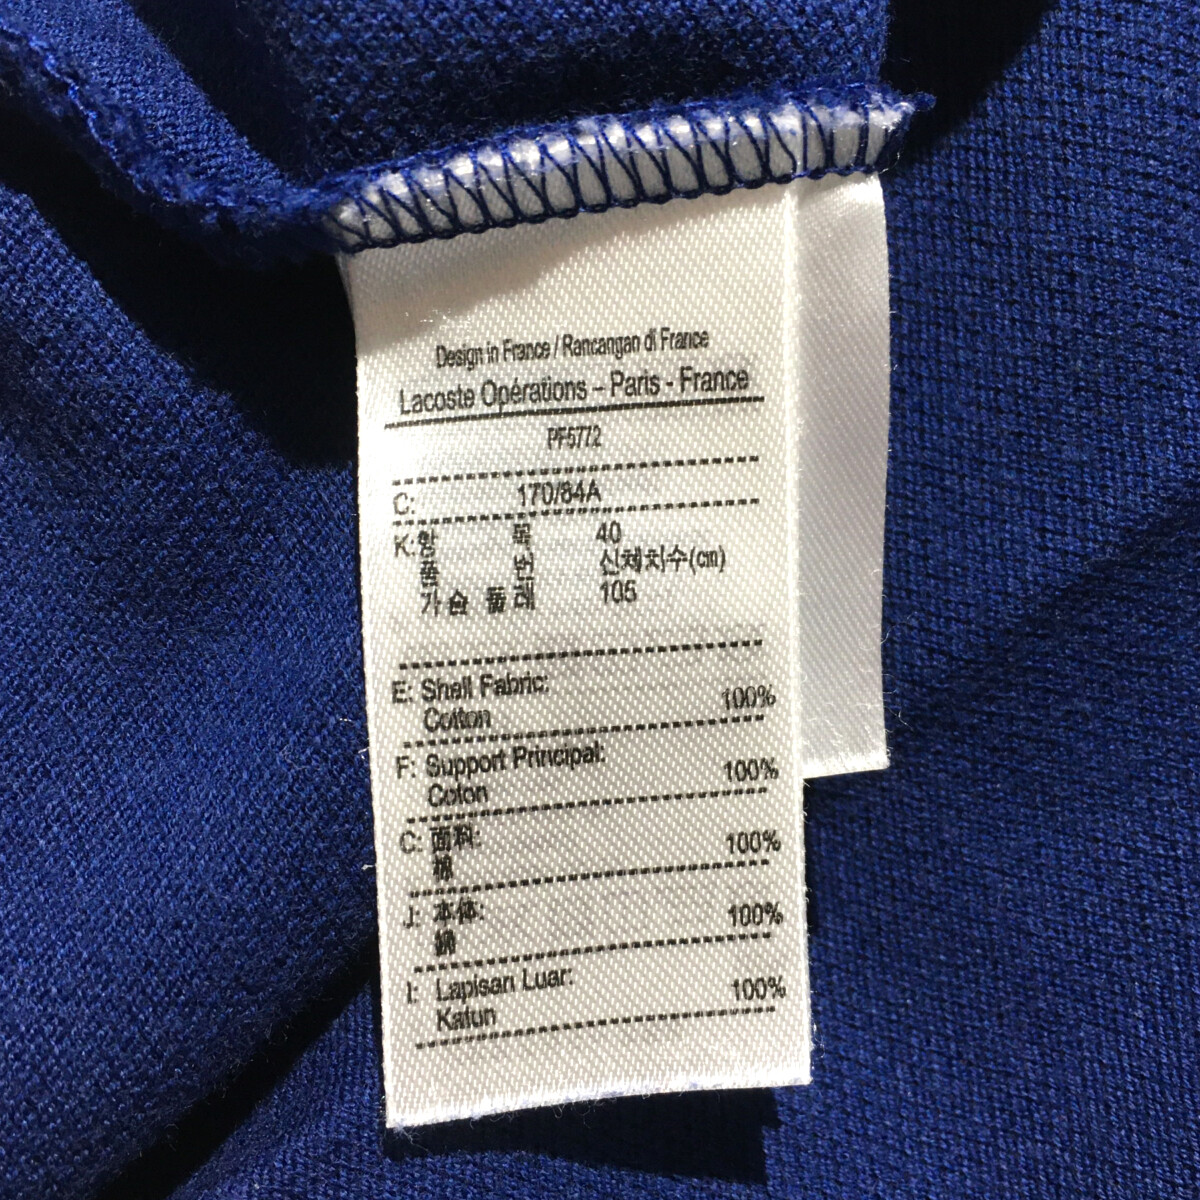 Design in France / Rancangan di France
Lacoste Opérations – Paris - France
PF5772
C: 170/84A
K: 항 목 40
품 번 신체치수(cm)
가 슴 둘 레 105
E: Shell Fabric:
Cotton 100%
F: Support Principal:
Coton 100%
C: 面料:
棉 100%
J: 本体:
綿 100%
I: Lapisan Luar:
Katun 100%